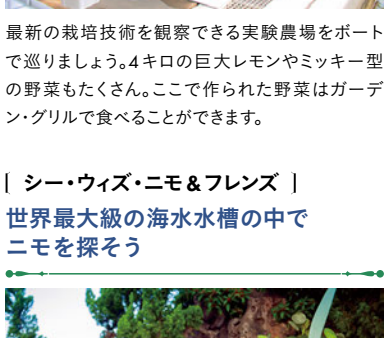 最新の栽培技術を観察できる実験農場をボート
で巡りましょう。4キロの巨大レモンやミッキー型
の野菜もたくさん。ここで作られた野菜はガーデ
ン・グリルで食べることができます。
[ シー・ウィズ・ニモ&フレンズ ]
世界最大級の海水水槽の中で
ニモを探そう